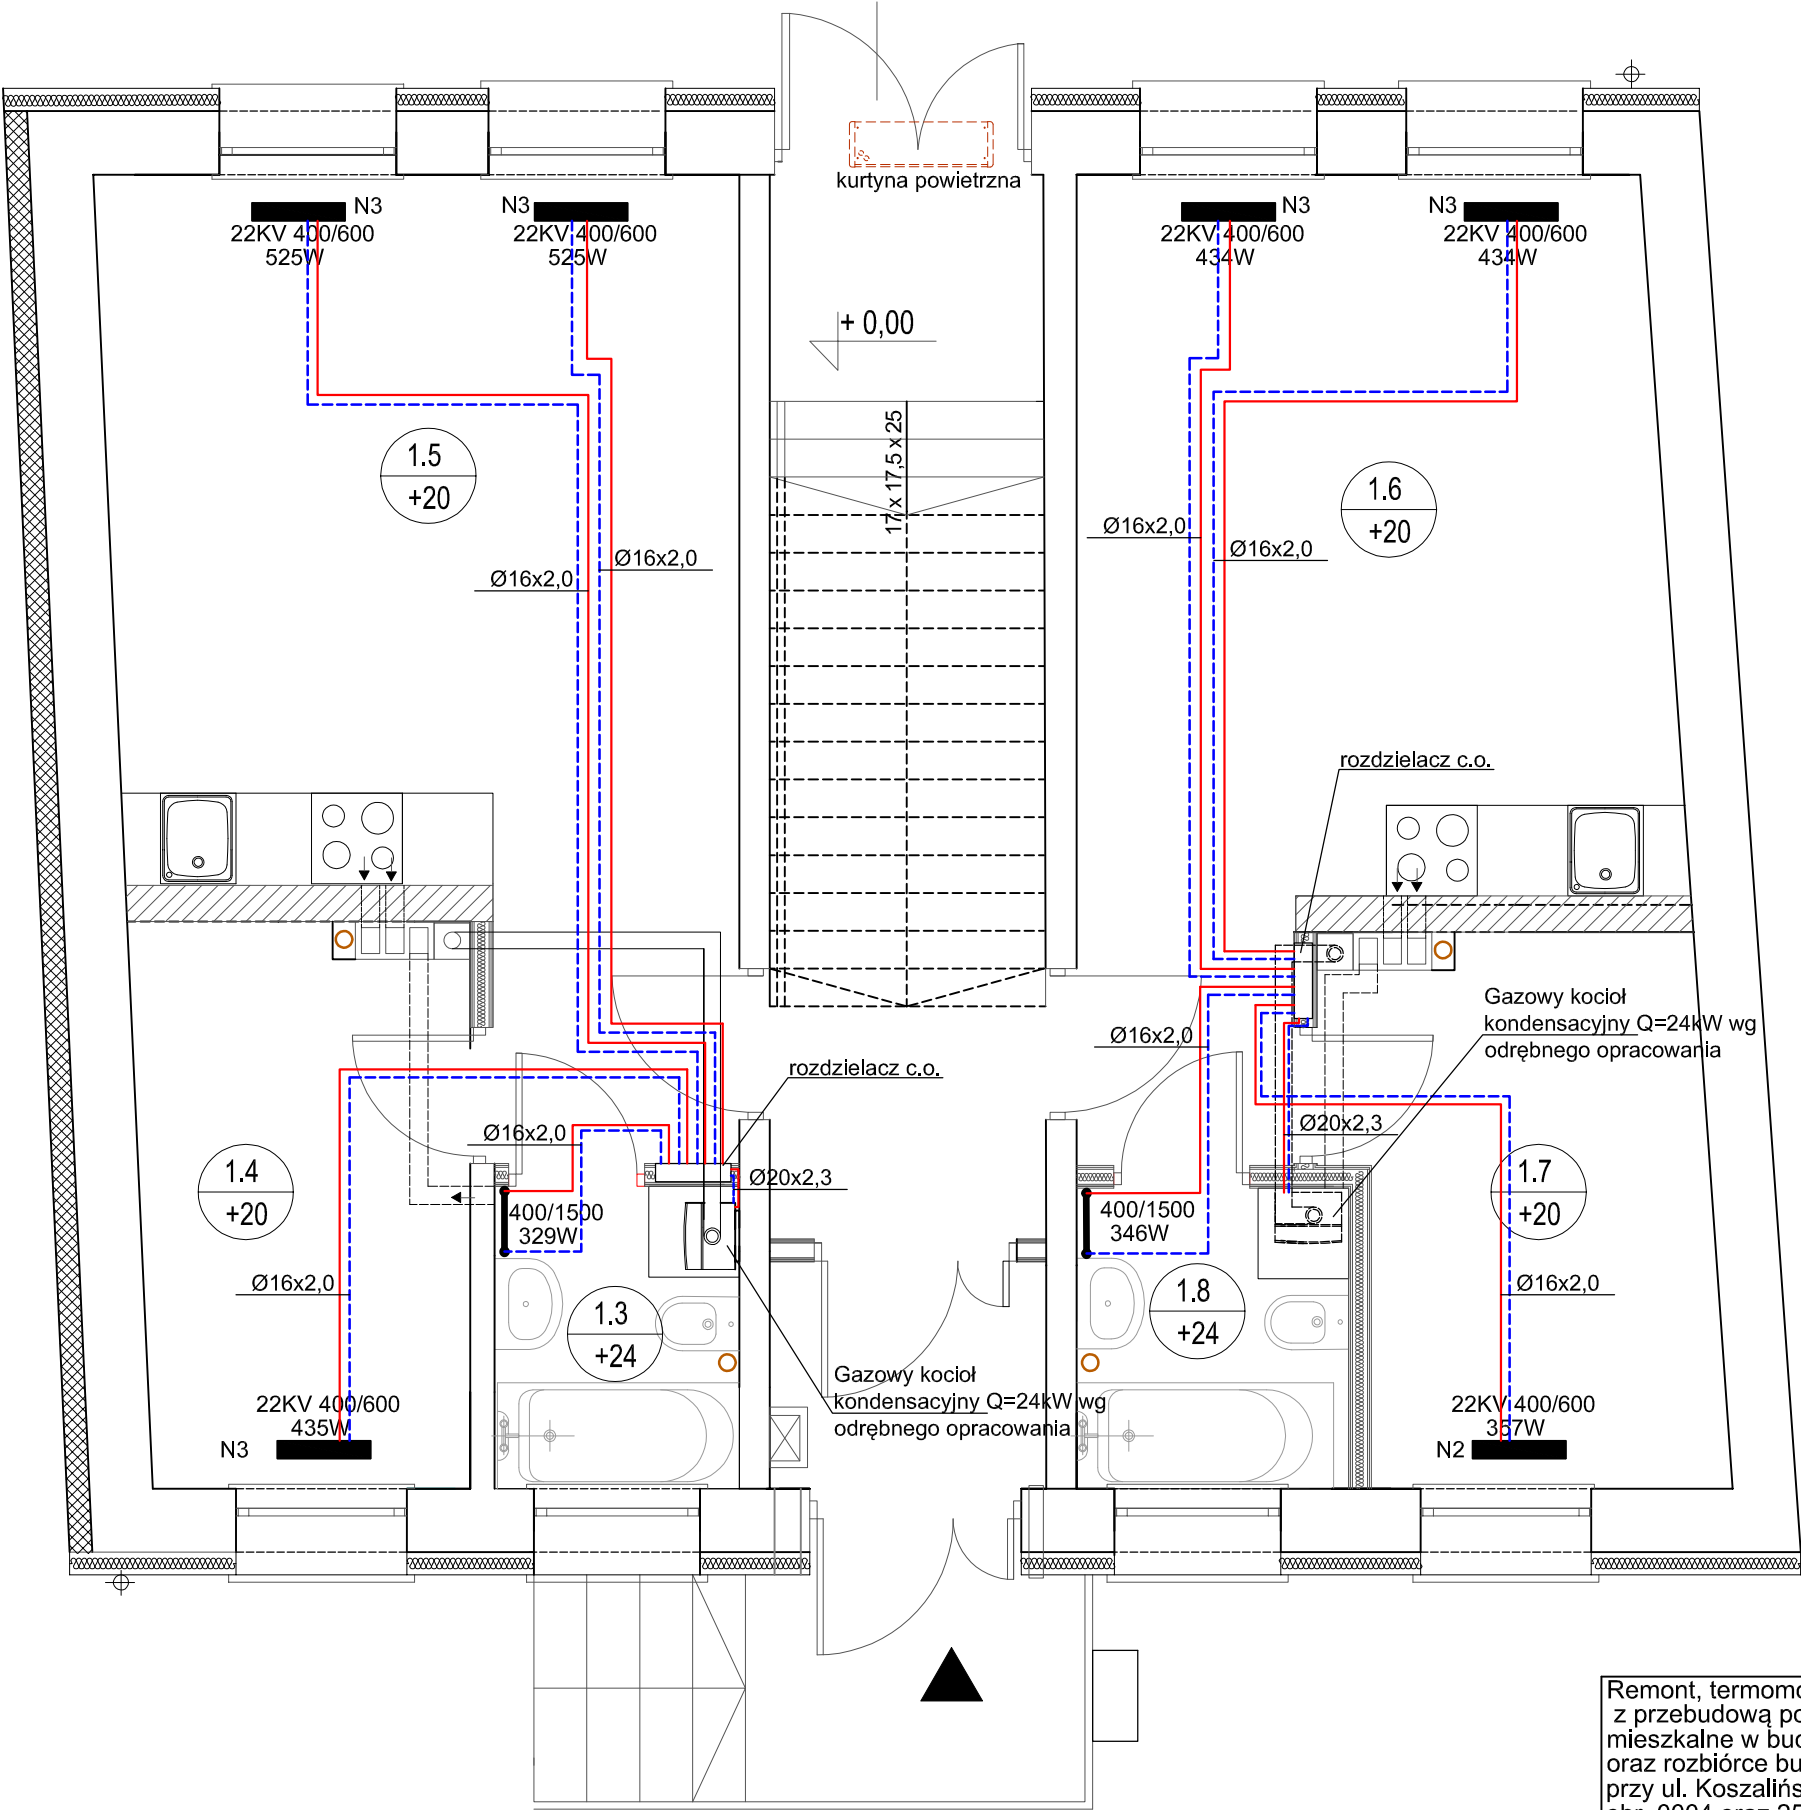 kurtyna powietrzna
N3
22KV 400/600
525W
N3
22KV 400/600
525W
N3
22KV 400/600
434W
N3
22KV 400/600
434W
+ 0,00
17 x 17,5 x 25
1.5
+20
1.6
+20
Ø16x2,0
Ø16x2,0
Ø16x2,0
Ø16x2,0
rozdzielacz c.o.
Gazowy kocioł
kondensacyjny Q=24kW wg
odrębnego opracowania
Ø16x2,0
rozdzielacz c.o.
Ø16x2,0
Ø20x2,3
1.4
+20
Ø20x2,3
1.7
+20
400/1500
329W
400/1500
346W
Ø16x2,0
1.3
+24
1.8
+24
Ø16x2,0
Gazowy kocioł
kondensacyjny Q=24kW wg
odrębnego opracowania
22KV 400/600
435W
N3
22KV 400/600
367W
N2
Remont, termomo
z przebudową po
mieszkalne w bud
oraz rozbiórce bu
przy ul. Koszalińs